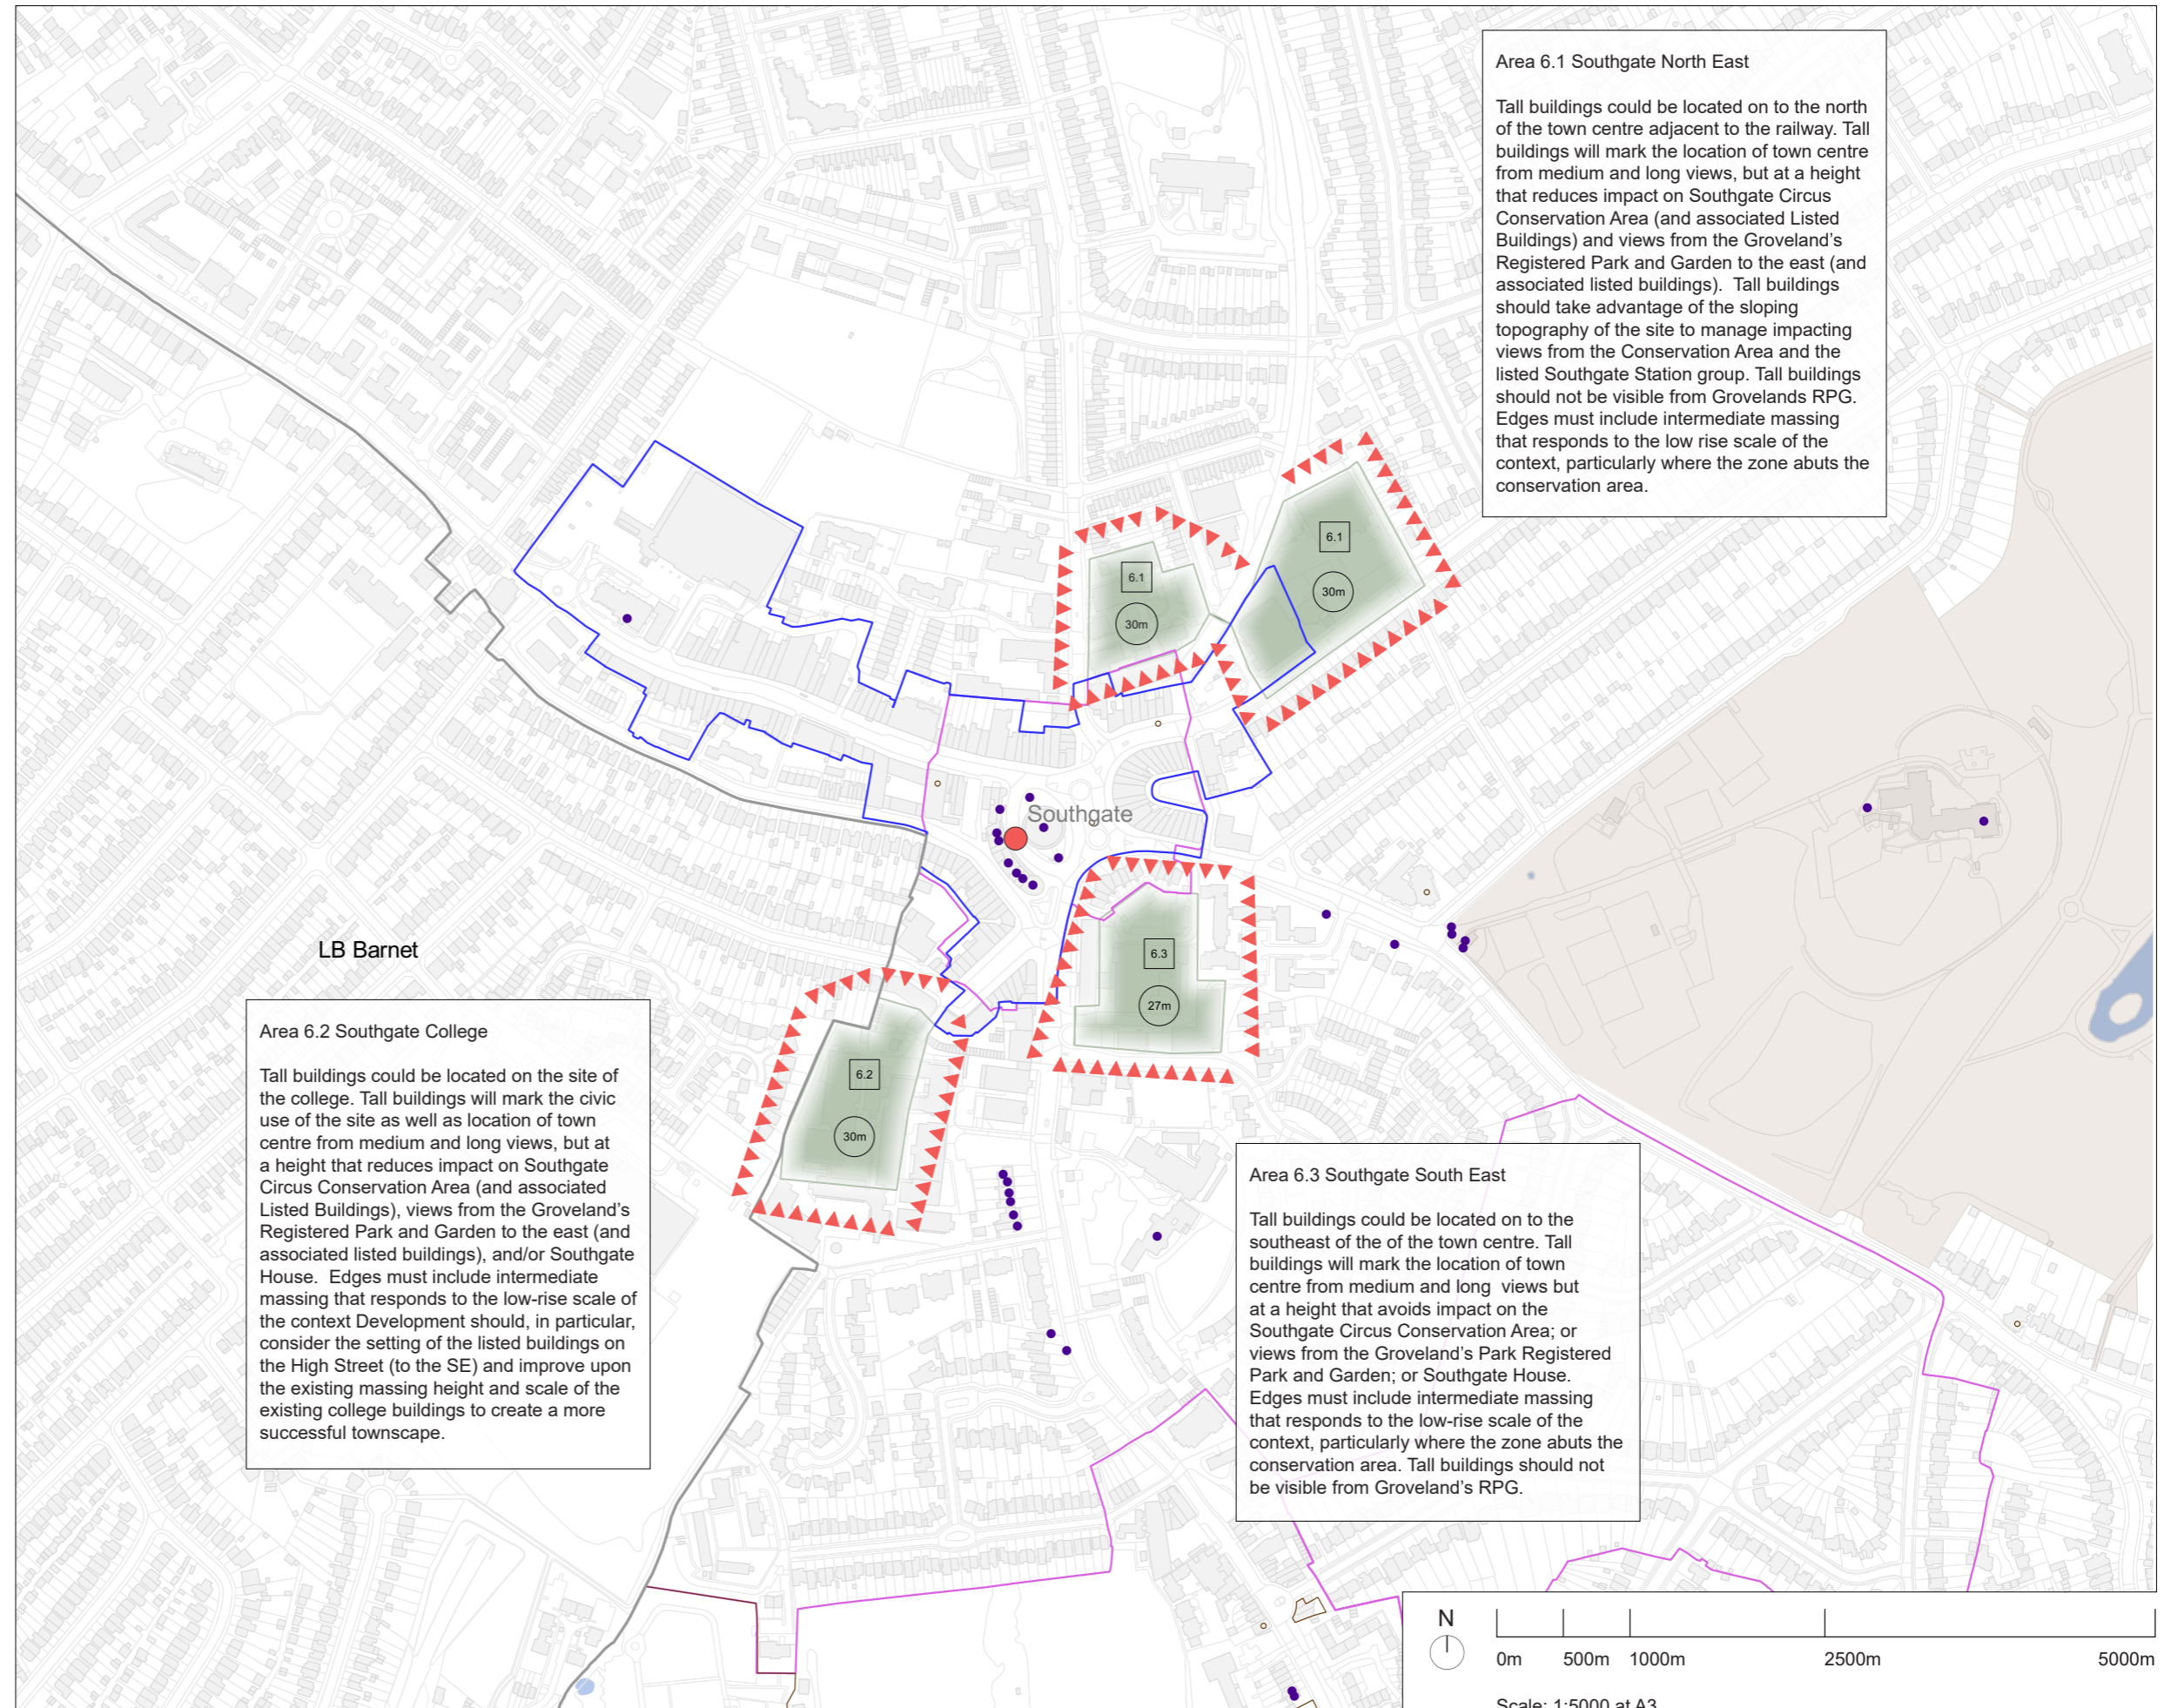 Area 6.1 Southgate North East
Tall buildings could be located on to the north
of the town centre adjacent to the railway. Tall
buildings will mark the location of town centre
from medium and long views, but at a height
that reduces impact on Southgate Circus
Conservation Area (and associated Listed
Buildings) and views from the Groveland's
Registered Park and Garden to the east (and
associated listed buildings).  Tall buildings
should take advantage of the sloping
topography of the site to manage impacting
views from the Conservation Area and the
listed Southgate Station group. Tall buildings
should not be visible from Grovelands RPG.
Edges must include intermediate massing
that responds to the low rise scale of the
context, particularly where the zone abuts the
conservation area.
6.1
30m
6.1
30m
Southgate
LB Barnet
6.3
27m
6.2
30m
Area 6.2 Southgate College
Tall buildings could be located on the site of
the college. Tall buildings will mark the civic
use of the site as well as location of town
centre from medium and long views, but at
a height that reduces impact on Southgate
Circus Conservation Area (and associated
Listed Buildings), views from the Groveland's
Registered Park and Garden to the east (and
associated listed buildings), and/or Southgate
House.  Edges must include intermediate
massing that responds to the low-rise scale of
the context Development should, in particular,
consider the setting of the listed buildings on
the High Street (to the SE) and improve upon
the existing massing height and scale of the
existing college buildings to create a more
successful townscape.
Area 6.3 Southgate South East
Tall buildings could be located on to the
southeast of the of the town centre. Tall
buildings will mark the location of town
centre from medium and long  views but
at a height that avoids impact on the
Southgate Circus Conservation Area; or
views from the Groveland's Park Registered
Park and Garden; or Southgate House.
Edges must include intermediate massing
that responds to the low-rise scale of the
context, particularly where the zone abuts the
conservation area. Tall buildings should not
be visible from Groveland's RPG.
N
0m 500m 1000m 2500m 5000m
Scale: 1:5000 at A3